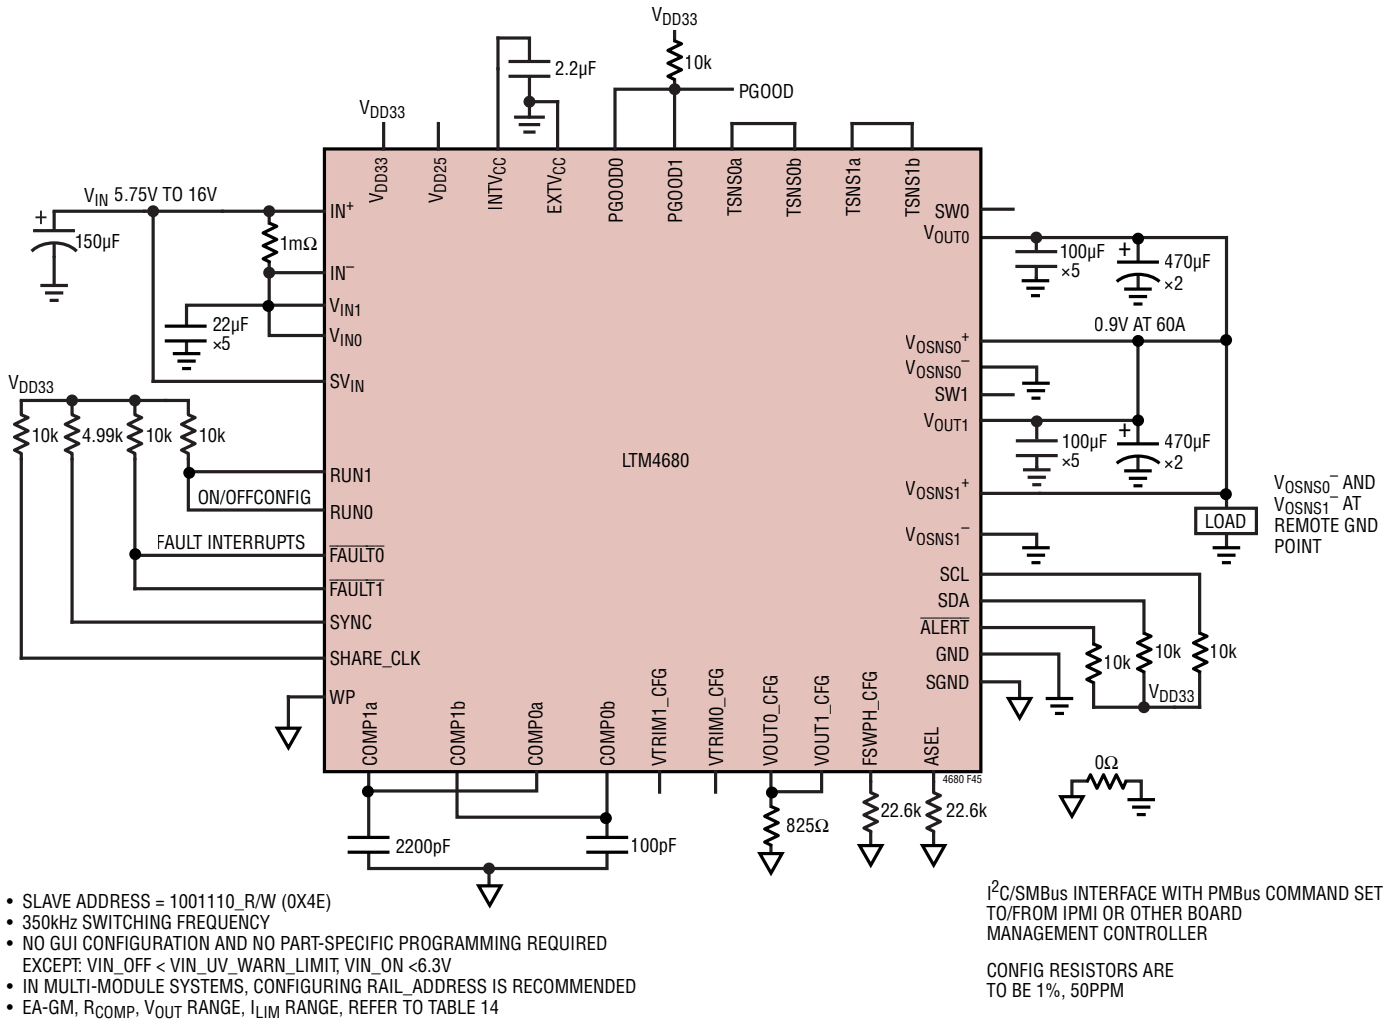 VDD33
10k
2.2µF
PGOOD
VDD33
VDD33
VDD25
INTVCC
EXTVCC
PGOOD0
PGOOD1
TSNS0a
TSNS0b
TSNS1a
TSNS1b
VIN 5.75V TO 16V
+
150µF
1mΩ
22µF
×5
IN+
IN–
VIN1
VIN0
SVIN
VDD33
10k
4.99k
10k
10k
RUN1
ON/OFFCONFIG
RUN0
FAULT INTERRUPTS
FAULT0
FAULT1
SYNC
SHARE_CLK
WP
LTM4680
SW0
VOUT0
100µF
×5
+
470µF
×2
0.9V AT 60A
VOSNS0+
VOSNS0–
SW1
VOUT1
100µF
×5
+
470µF
×2
VOSNS1+
VOSNS1–
LOAD
VOSNS0– AND
VOSNS1– AT
REMOTE GND
POINT
SCL
SDA
ALERT
GND
SGND
10k
10k
10k
VDD33
COMP1a
COMP1b
COMP0a
COMP0b
VTRIM1_CFG
VTRIM0_CFG
VOUT0_CFG
VOUT1_CFG
FSWPH_CFG
ASEL
4680 F45
0Ω
2200pF
100pF
825Ω
22.6k
22.6k
• SLAVE ADDRESS = 1001110_R/W (0X4E)
• 350kHz SWITCHING FREQUENCY
• NO GUI CONFIGURATION AND NO PART-SPECIFIC PROGRAMMING REQUIRED
EXCEPT: VIN_OFF < VIN_UV_WARN_LIMIT, VIN_ON <6.3V
• IN MULTI-MODULE SYSTEMS, CONFIGURING RAIL_ADDRESS IS RECOMMENDED
• EA-GM, RCOMP, VOUT RANGE, ILIM RANGE, REFER TO TABLE 14
I2C/SMBus INTERFACE WITH PMBus COMMAND SET
TO/FROM IPMI OR OTHER BOARD
MANAGEMENT CONTROLLER
CONFIG RESISTORS ARE
TO BE 1%, 50PPM